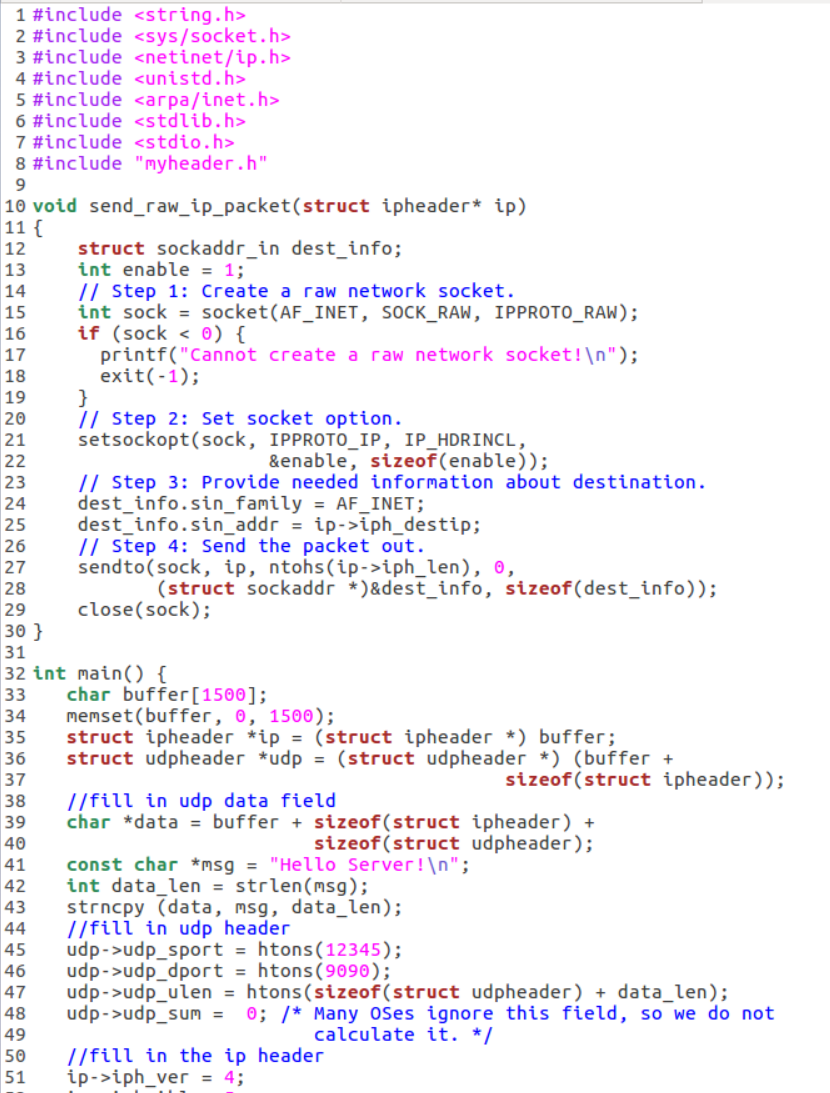 1 #include <string.h>
2 #include <sys/socket.h>
3 #include <netinet/ip.h>
4 #include <unistd.h>
5 #include <arpa/inet.h>
6 #include <stdlib.h>
7 #include <stdio.h>
8 #include "myheader.h"
9
10 void send_raw_ip_packet(struct ipheader* ip)
11 {
12     struct sockaddr_in dest_info;
13     int enable = 1;
14     // Step 1: Create a raw network socket.
15     int sock = socket(AF_INET, SOCK_RAW, IPPROTO_RAW);
16     if (sock < 0) {
17       printf("Cannot create a raw network socket!\n");
18       exit(-1);
19     }
20     // Step 2: Set socket option.
21     setsockopt(sock, IPPROTO_IP, IP_HDRINCL,
22                      &enable, sizeof(enable));
23     // Step 3: Provide needed information about destination.
24     dest_info.sin_family = AF_INET;
25     dest_info.sin_addr = ip->iph_destip;
26     // Step 4: Send the packet out.
27     sendto(sock, ip, ntohs(ip->iph_len), 0,
28            (struct sockaddr *)&dest_info, sizeof(dest_info));
29     close(sock);
30 }
31
32 int main() {
33    char buffer[1500];
34    memset(buffer, 0, 1500);
35    struct ipheader *ip = (struct ipheader *) buffer;
36    struct udpheader *udp = (struct udpheader *) (buffer +
37                                           sizeof(struct ipheader));
38    //fill in udp data field
39    char *data = buffer + sizeof(struct ipheader) +
40                          sizeof(struct udpheader);
41    const char *msg = "Hello Server!\n";
42    int data_len = strlen(msg);
43    strncpy (data, msg, data_len);
44    //fill in udp header
45    udp->udp_sport = htons(12345);
46    udp->udp_dport = htons(9090);
47    udp->udp_ulen = htons(sizeof(struct udpheader) + data_len);
48    udp->udp_sum =  0; /* Many OSes ignore this field, so we do not
49                          calculate it. */
50    //fill in the ip header
51    ip->iph_ver = 4;